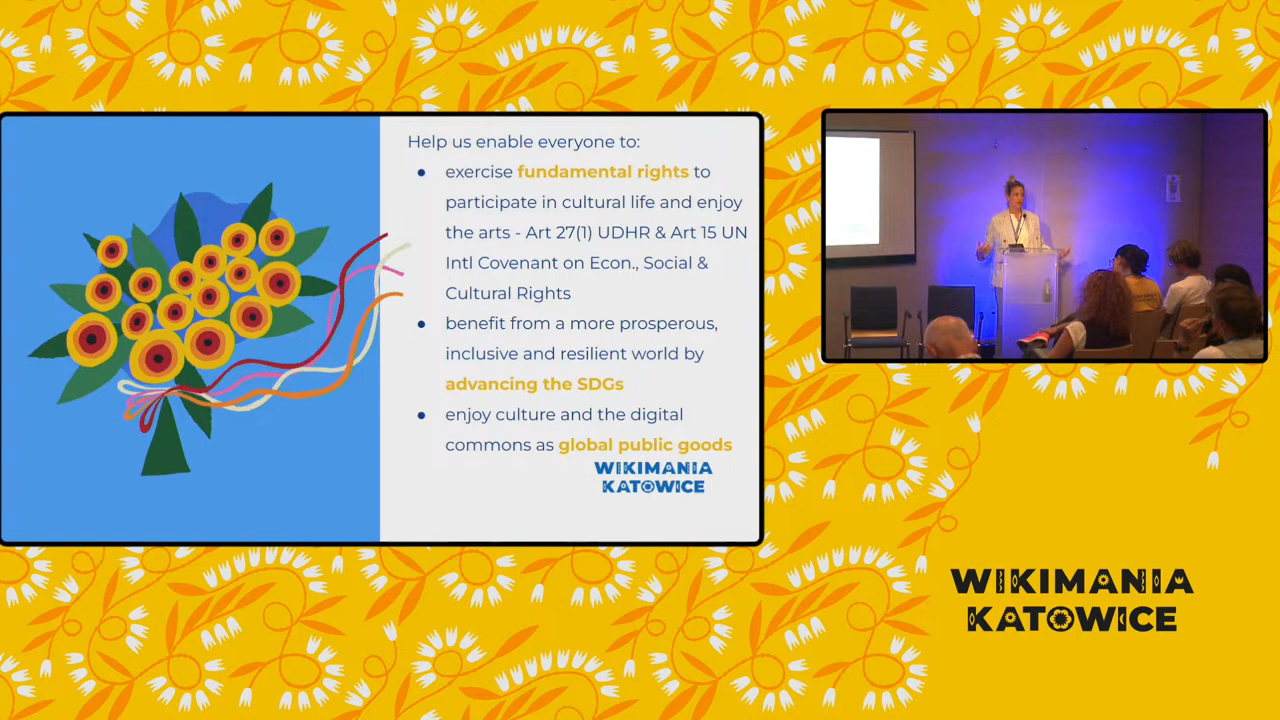 Help us enable everyone to:
● exercise fundamental rights to
participate in cultural life and enjoy
the arts - Art 27(1) UDHR & Art 15 UN
Intl Covenant on Econ., Social &
Cultural Rights
● benefit from a more prosperous,
inclusive and resilient world by
advancing the SDGs
● enjoy culture and the digital
commons as global public goods
WIKIMANIA
KATOWICE
WIKIMANIA
KATOWICE